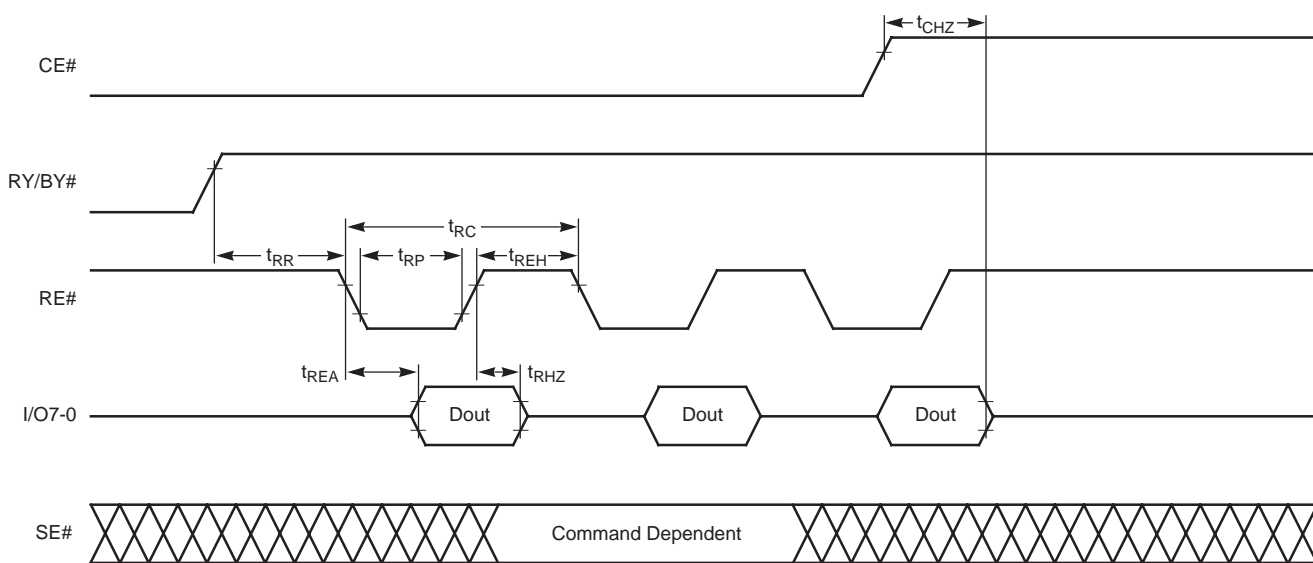 tCHZ
CE#
RY/BY#
tRC
tRR
tRP
tREH
RE#
tREA
tRHZ
I/O7-0
Dout
Dout
Dout
SE#
Command Dependent